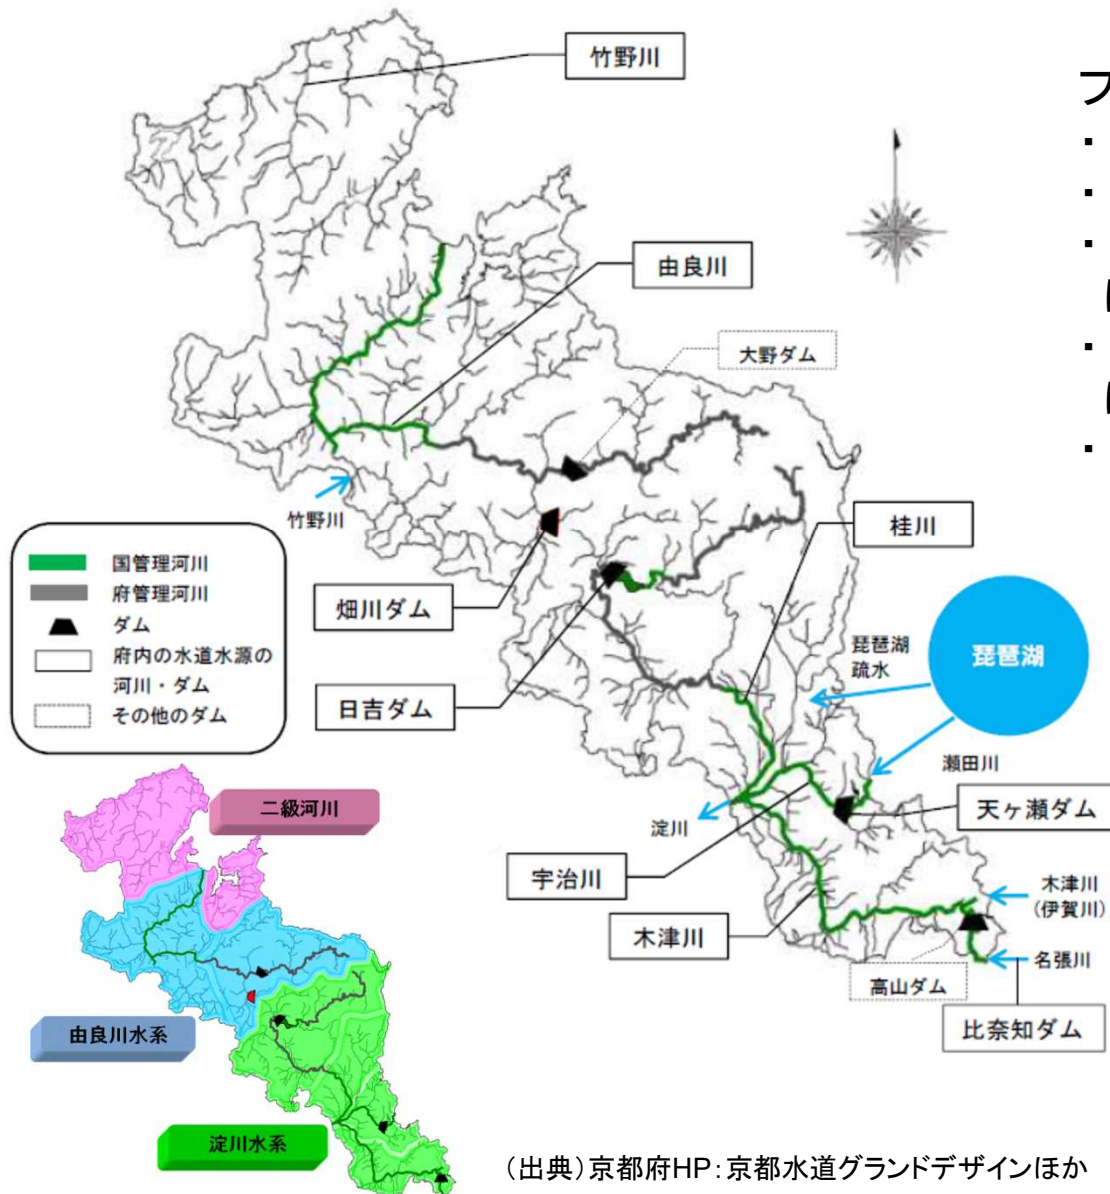 竹野川
フ
・
・
・
由良川
・
大野ダム
・
竹野川
桂川
国管理河川
府管理河川
ダム
府内の水道水源の
河川・ダム
その他のダム
畑川ダム
琵琶湖
疏水
琵琶湖
日吉ダム
瀬田川
二級河川
淀川
天ヶ瀬ダム
宇治川
木津川
木津川
(伊賀川)
高山ダム
名張川
比奈知ダム
由良川水系
淀川水系
(出典)京都府HP:京都水道グランドデザインほか